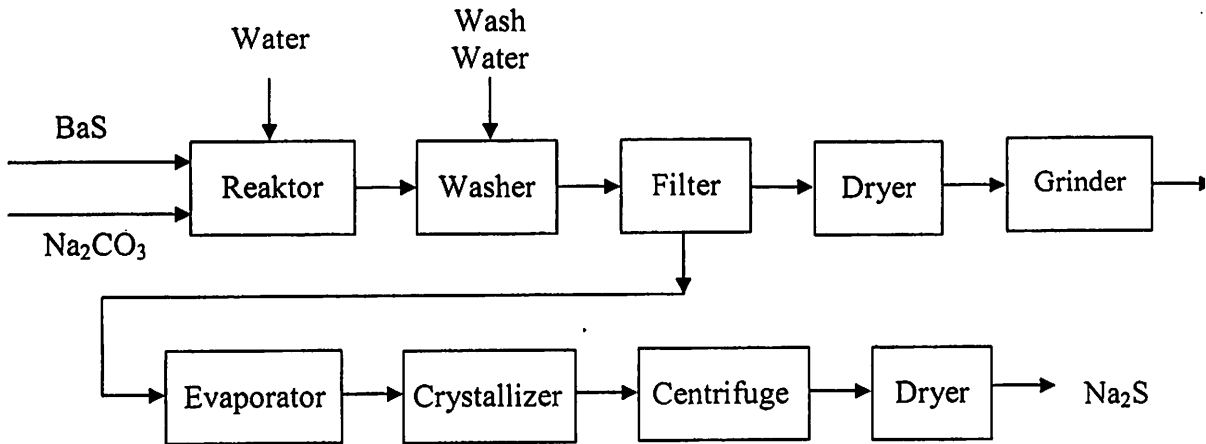 Water
Wash
Water
BaS
Na₂CO₃
Reaktor
Washer
Filter
Dryer
Grinder
Evaporator
Crystallizer
Centrifuge
Dryer
Na₂S